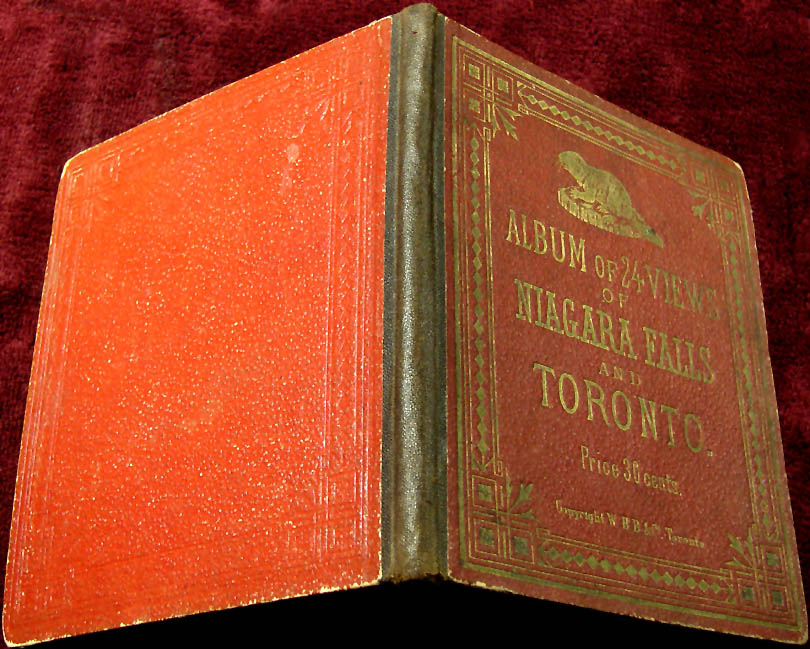 ALBUM OF 24 VIEWS
OF
NIAGARA FALLS
AND
TORONTO.
Price 30 cents.
Copyright W. B & Co. Toronto